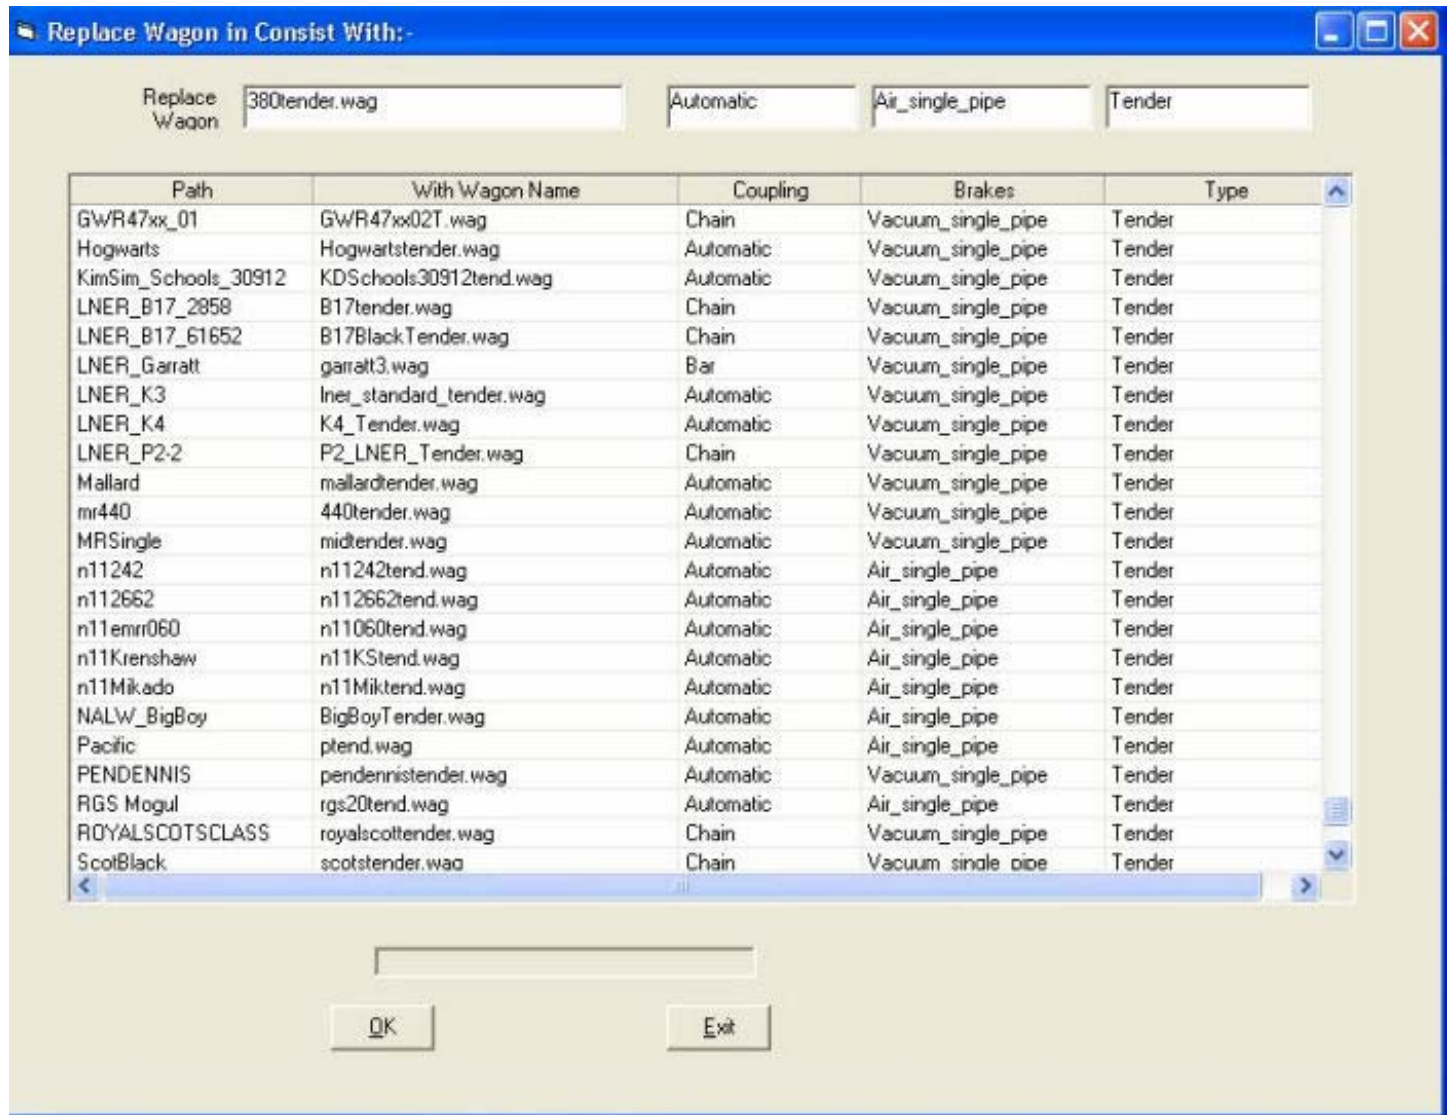 Replace Wagon in Consist With:-
Replace Wagon 380tender.wag Automatic Air_single_pipe Tender
Path With Wagon Name Coupling Brakes Type
GWR47xx_01 GWR47xx02T.wag Chain Vacuum_single_pipe Tender
Hogwarts Hogwartstender.wag Automatic Vacuum_single_pipe Tender
KimSim_Schools_30912 KDSchools30912tend.wag Automatic Vacuum_single_pipe Tender
LNER_B17_2858 B17tender.wag Chain Vacuum_single_pipe Tender
LNER_B17_61652 B17BlackTender.wag Chain Vacuum_single_pipe Tender
LNER_Garratt garratt3.wag Bar Vacuum_single_pipe Tender
LNER_K3 lner_standard_tender.wag Automatic Vacuum_single_pipe Tender
LNER_K4 K4_Tender.wag Automatic Vacuum_single_pipe Tender
LNER_P2-2 P2_LNER_Tender.wag Chain Vacuum_single_pipe Tender
Mallard mallardtender.wag Automatic Vacuum_single_pipe Tender
mr440 440tender.wag Automatic Vacuum_single_pipe Tender
MRSingle midtender.wag Automatic Vacuum_single_pipe Tender
n11242 n11242tend.wag Automatic Air_single_pipe Tender
n112662 n112662tend.wag Automatic Air_single_pipe Tender
n11emrr060 n11060tend.wag Automatic Air_single_pipe Tender
n11Krenshaw n11KStend.wag Automatic Air_single_pipe Tender
n11Mikado n11Miktend.wag Automatic Air_single_pipe Tender
NALW_BigBoy BigBoyTender.wag Automatic Air_single_pipe Tender
Pacific ptend.wag Automatic Air_single_pipe Tender
PENDENNIS pendennistender.wag Automatic Vacuum_single_pipe Tender
RGS Mogul rgs20tend.wag Automatic Air_single_pipe Tender
ROYALSCOTSCLASS royalscottender.wag Chain Vacuum_single_pipe Tender
ScotBlack scotstender.wag Chain Vacuum_single_pipe Tender
OK Exit